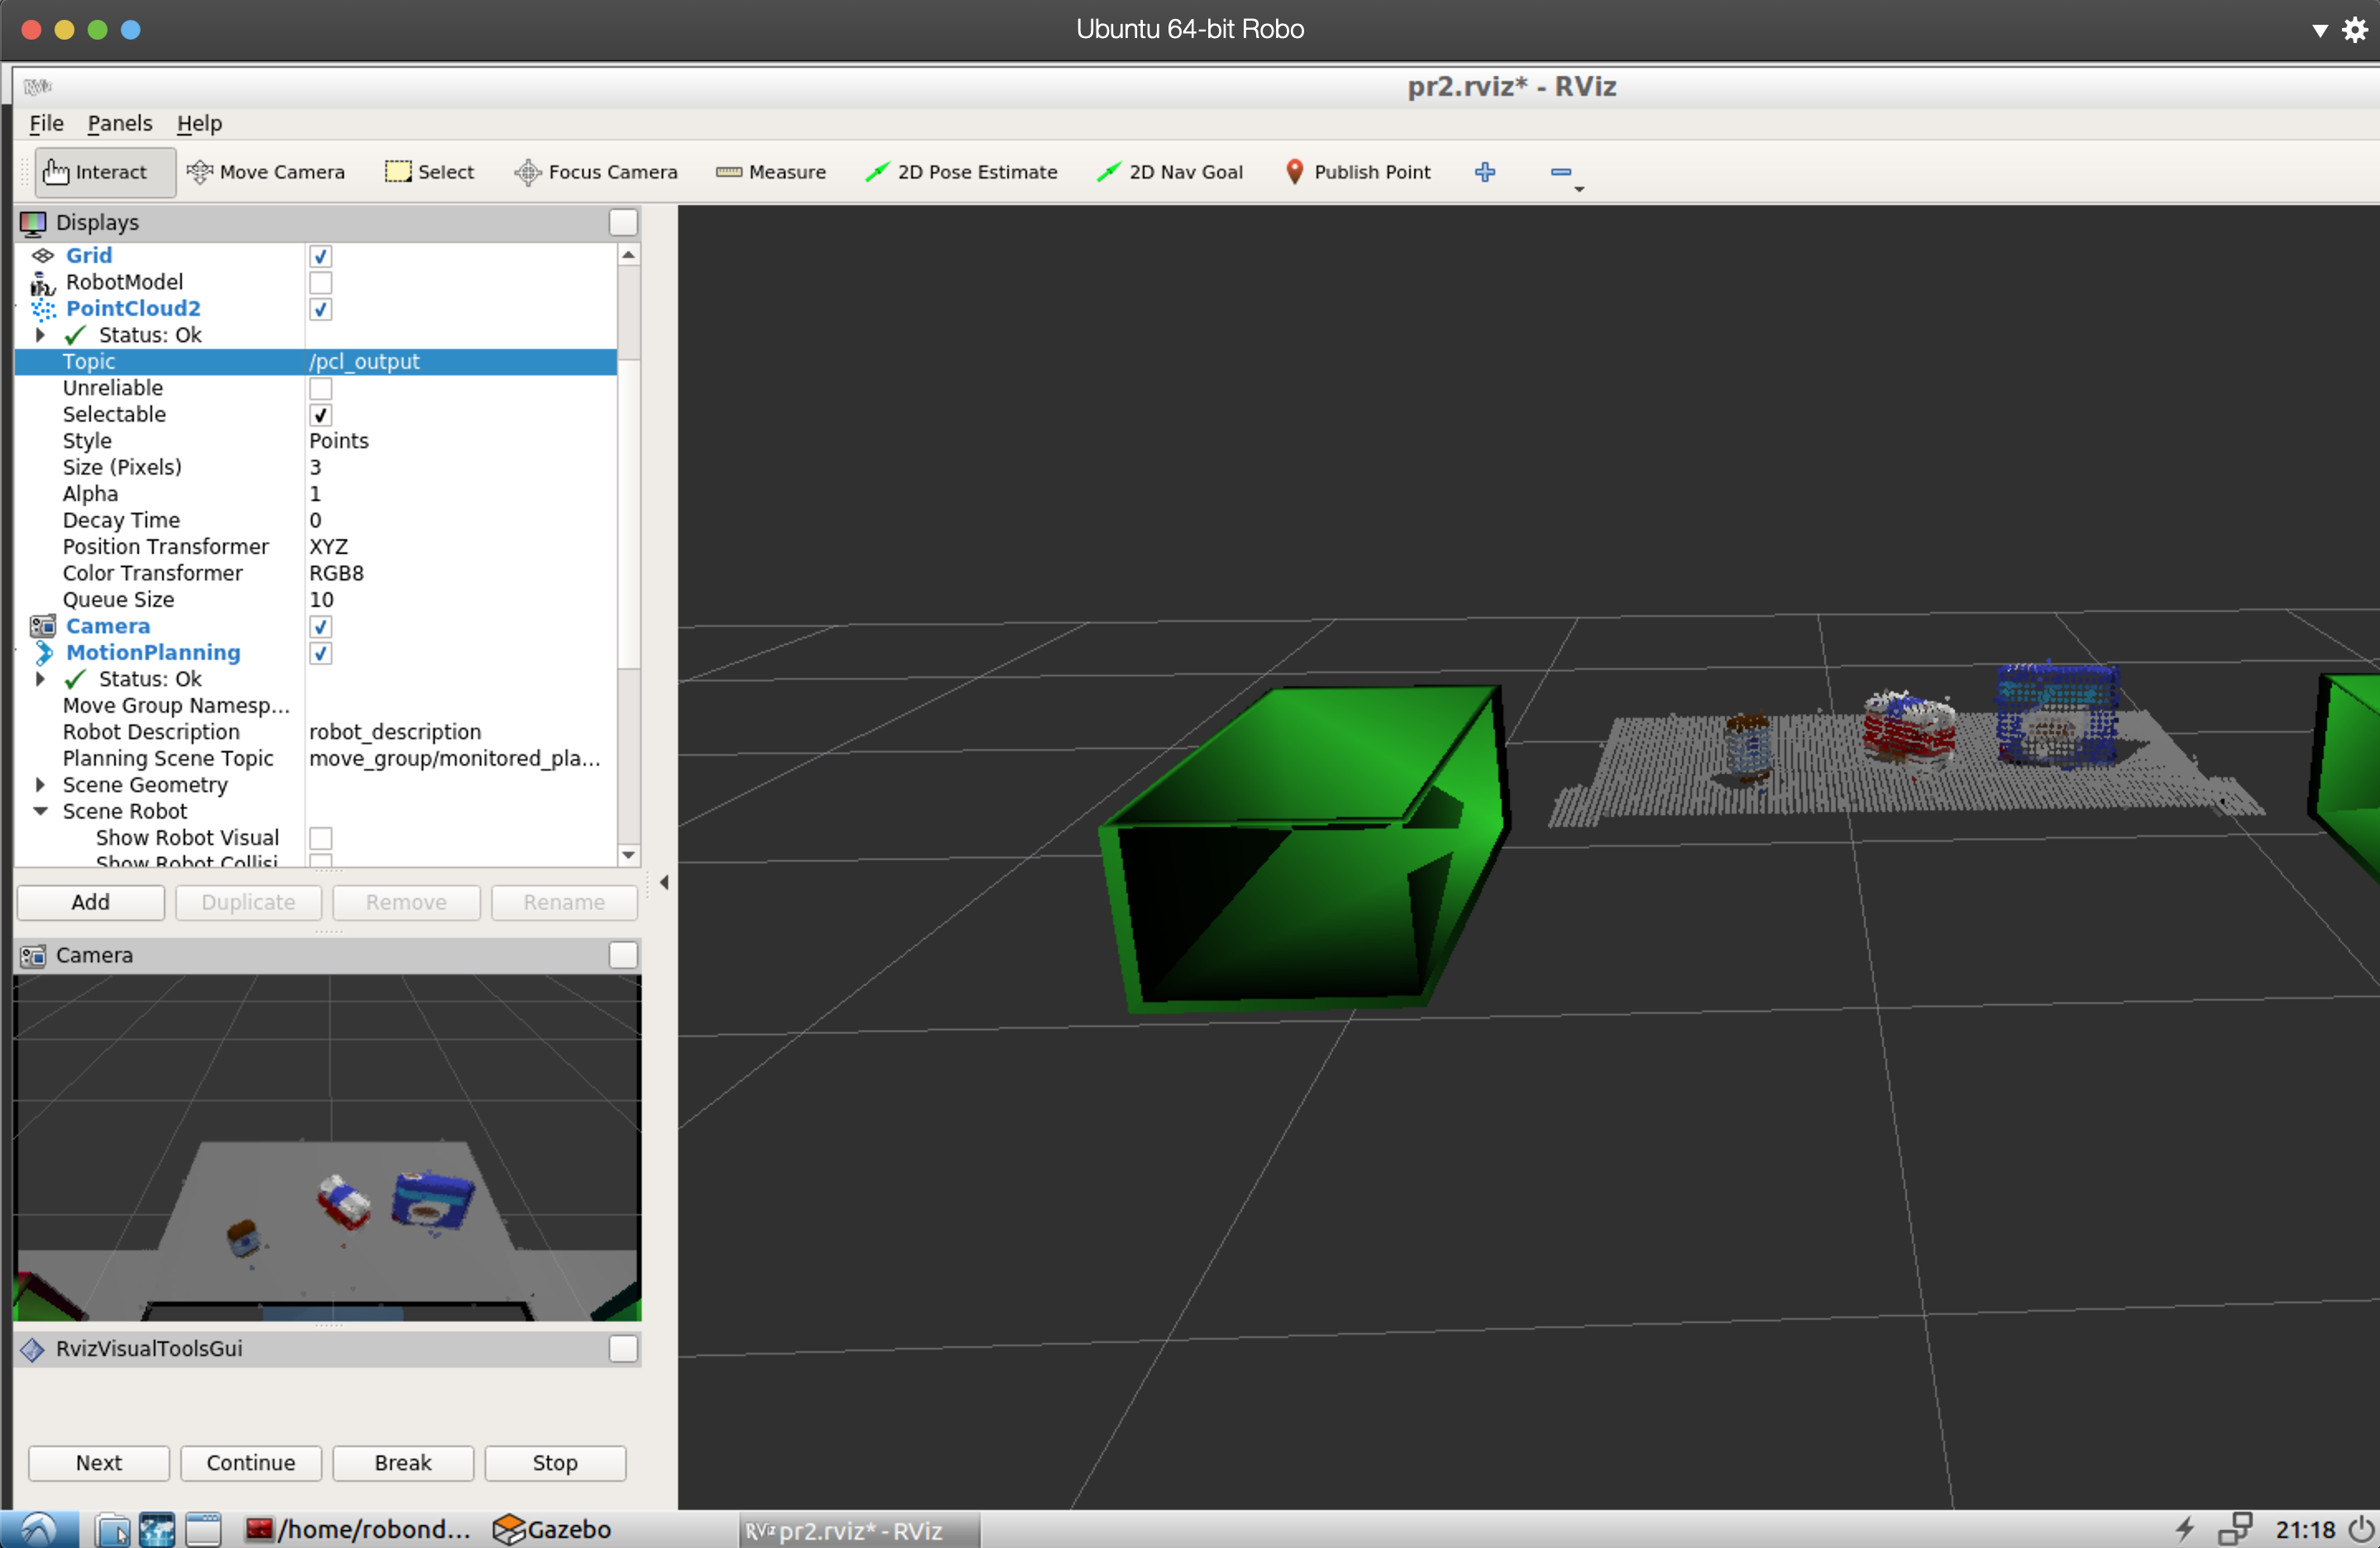 Ubuntu 64-bit Robo
RViz
pr2.rviz* - RViz
File Panels Help
Interact Move Camera Select Focus Camera Measure 2D Pose Estimate 2D Nav Goal Publish Point
Displays
Grid
RobotModel
PointCloud2
Status: Ok
Topic /pcl_output
Unreliable
Selectable
Style Points
Size (Pixels) 3
Alpha 1
Decay Time 0
Position Transformer XYZ
Color Transformer RGB8
Queue Size 10
Camera
MotionPlanning
Status: Ok
Move Group Namesp...
Robot Description robot_description
Planning Scene Topic move_group/monitored_pla...
Scene Geometry
Scene Robot
Show Robot Visual
Show Robot Collisi
Add Duplicate Remove Rename
Camera
RvizVisualToolsGui
Next Continue Break Stop
/home/robond... Gazebo RViz pr2.rviz* - RViz 21:18